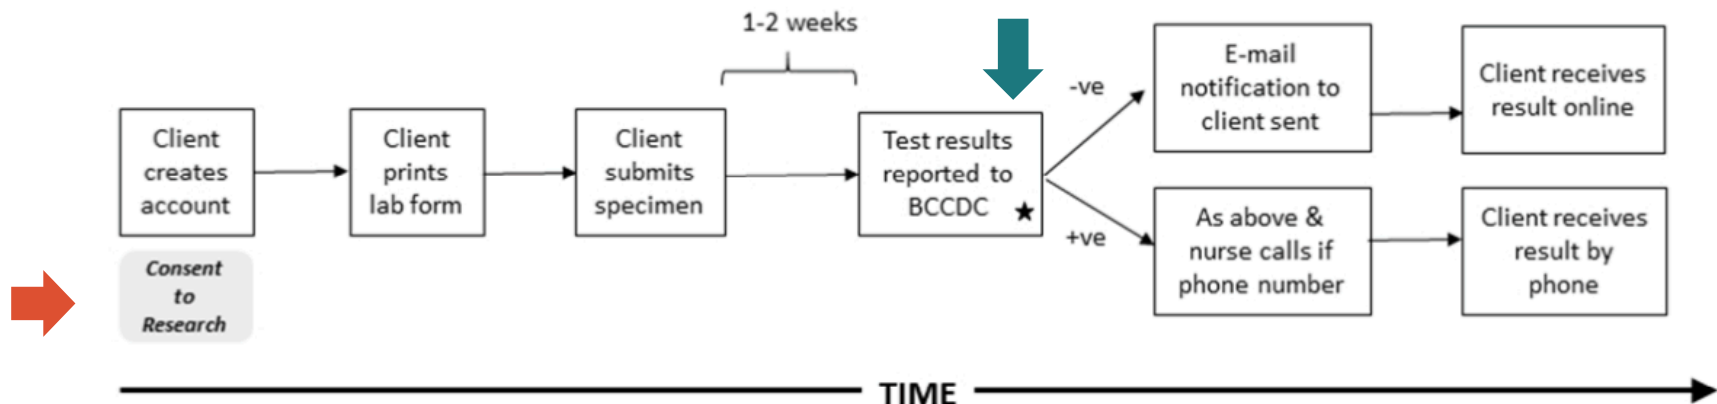 1-2 weeks
Client
creates
account
Client
prints
lab form
Client
submits
specimen
Test results
reported to
BCCDC
-ve
+ve
E-mail
notification to
client sent
Client receives
result online
As above &
nurse calls if
phone number
Client receives
result by
phone
Consent
to
Research
TIME